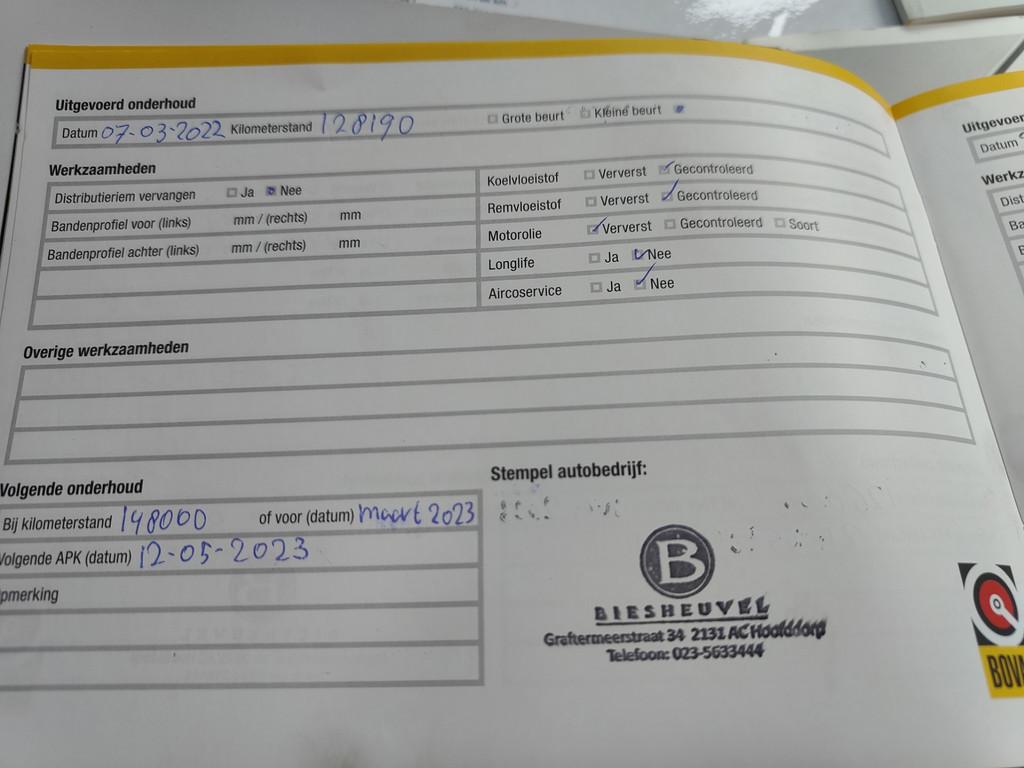 Uitgevoerd onderhoud
Datum 07-03-2022 Kilometerstand 128190 Grote beurt Kleine beurt
Werkzaamheden
Distributieriem vervangen Ja Nee
Bandenprofiel voor (links) mm / (rechts) mm
Bandenprofiel achter (links) mm / (rechts) mm
Koelvloeistof Ververst Gecontroleerd
Remvloeistof Ververst Gecontroleerd
Motorolie Ververst Gecontroleerd Soort
Longlife Ja Nee
Aircoservice Ja Nee
Overige werkzaamheden
Volgende onderhoud
Bij kilometerstand 148000 of voor (datum) maart 2023
Volgende APK (datum) 12-05-2023
pmerking
Stempel autobedrijf:
B
BIESHEUVEL
Graftermeerstraat 34 2131 AC Hoofddorp
Telefoon: 023-5633444
BOVA
Uitgevoer
Datum
Werkz
Dist
Ba